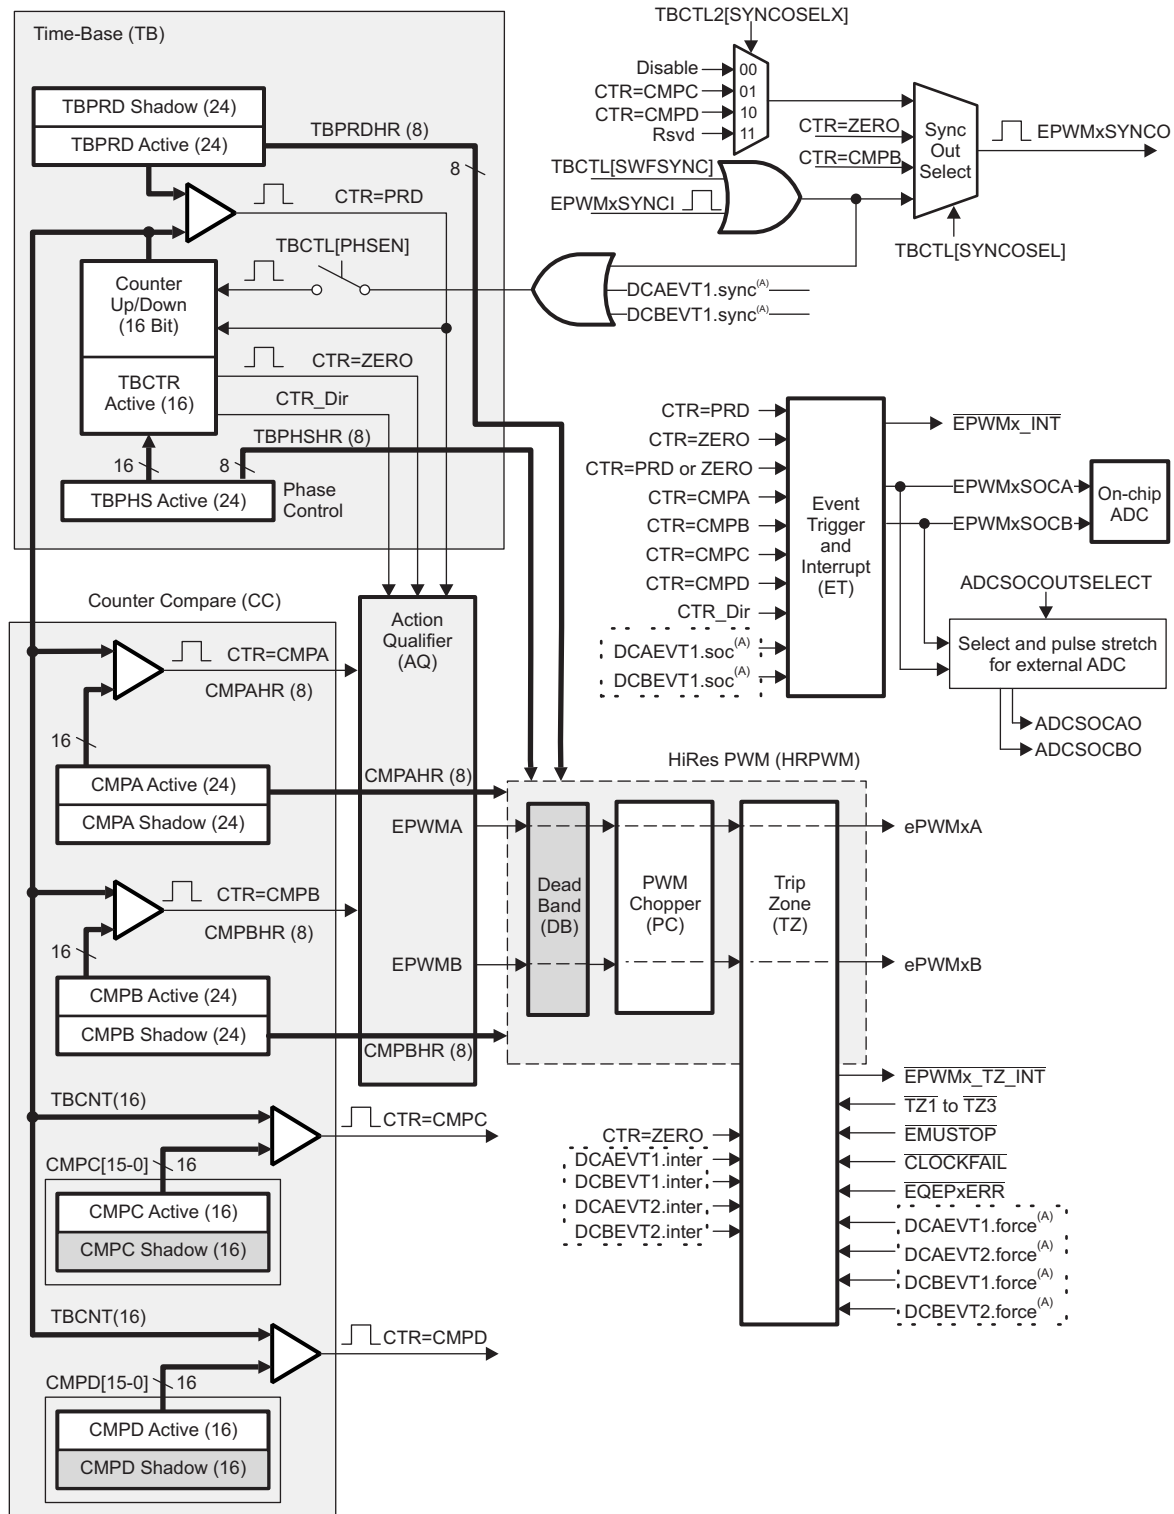 TBCTL2[SYNCOSELX]
Time-Base (TB)
Disable
00
CTR=CMPC
01
CTR=CMPD
10
Rsvd
11
TBPRD Shadow (24)
TBPRD Active (24)
TBPRDHR (8)
8
CTR=ZERO
CTR=CMPB
Sync
Out
Select
EPWMxSYNCO
TBCTL[SWFSYNC]
EPWMxSYNCI
TBCTL[SYNCOSEL]
CTR=PRD
TBCTL[PHSEN]
DCAEVT1.sync(A)
DCBEVT1.sync(A)
Counter
Up/Down
(16 Bit)
TBCTR
Active (16)
CTR=ZERO
CTR_Dir
TBPHSHR (8)
16
8
TBPHS Active (24)
Phase
Control
CTR=PRD
CTR=ZERO
CTR=PRD or ZERO
CTR=CMPA
CTR=CMPB
CTR=CMPC
CTR=CMPD
CTR_Dir
DCAEVT1.soc(A)
DCBEVT1.soc(A)
Event
Trigger
and
Interrupt
(ET)
EPWMx_INT
EPWMxSOCA
EPWMxSOCB
On-chip
ADC
ADCSOCOUTSELECT
Select and pulse stretch
for external ADC
ADCSOCAO
ADCSOCBO
Counter Compare (CC)
Action
Qualifier
(AQ)
CTR=CMPA
CMPAHR (8)
16
CMPA Active (24)
CMPA Shadow (24)
CMPAHR (8)
HiRes PWM (HRPWM)
EPWMA
ePWMxA
CTR=CMPB
CMPBHR (8)
16
Dead
Band
(DB)
PWM
Chopper
(PC)
Trip
Zone
(TZ)
EPWMB
ePWMxB
CMPB Active (24)
CMPB Shadow (24)
CMPBHR (8)
TBCNT(16)
CTR=CMPC
CMPC[15-0]
16
CMPC Active (16)
CMPC Shadow (16)
EPWMx_TZ_INT
TZ1 to TZ3
EMUSTOP
CLOCKFAIL
EQEPxERR
DCAEVT1.force(A)
DCAEVT2.force(A)
DCBEVT1.force(A)
DCBEVT2.force(A)
CTR=ZERO
DCAEVT1.inter
DCBEVT1.inter
DCAEVT2.inter
DCBEVT2.inter
TBCNT(16)
CTR=CMPD
CMPD[15-0]
16
CMPD Active (16)
CMPD Shadow (16)